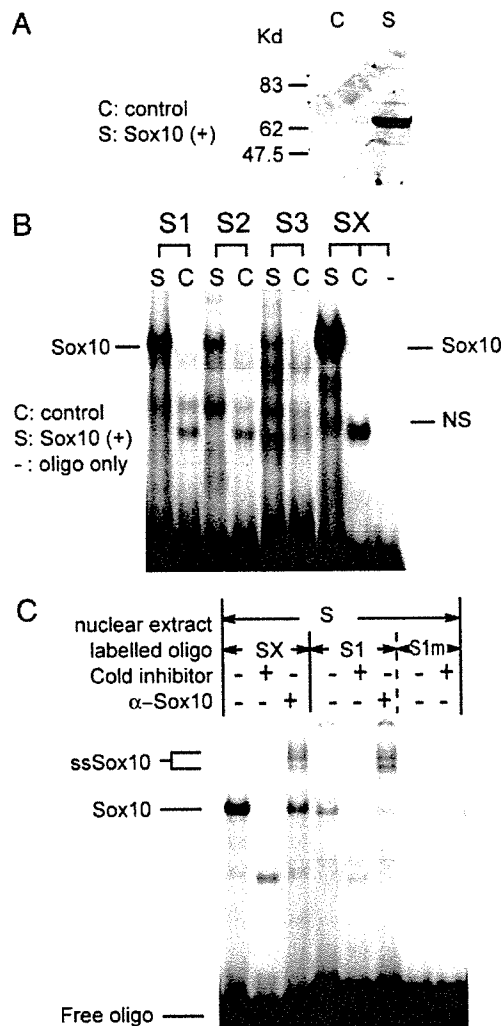 A
C S
Kd
83
62
47.5
C: control
S: Sox10 (+)
B
S1 S2 S3 SX
S C S C S C S C -
Sox10
Sox10
NS
C: control
S: Sox10 (+)
- : oligo only
C
nuclear extract S
labelled oligo SX S1 S1m
Cold inhibitor - + - - + - - +
α-Sox10 - - + - - + - -
ssSox10
Sox10
Free oligo